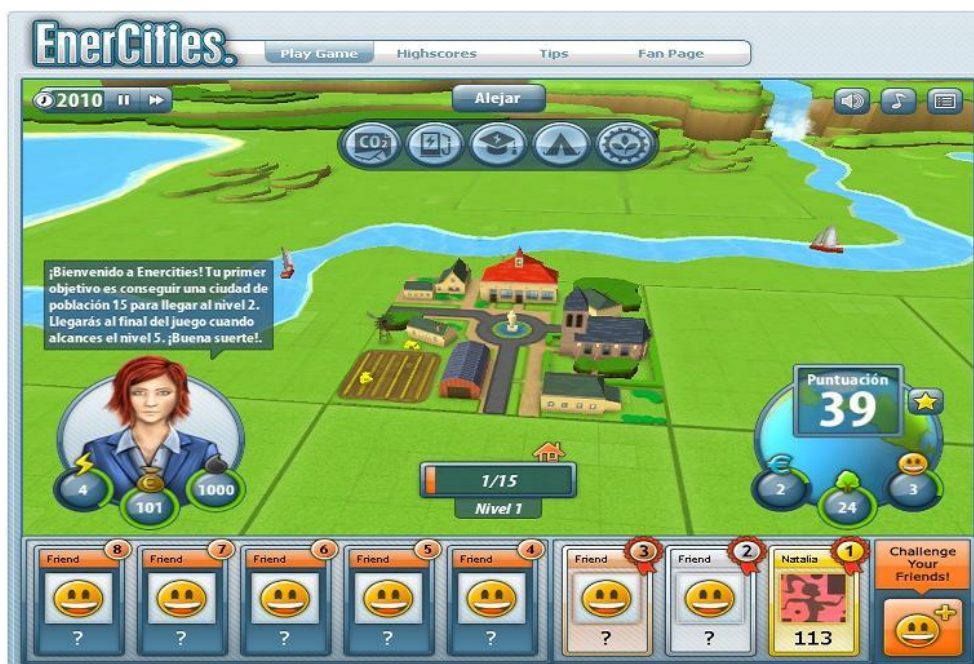 EnerCities.
Play Game Highscores Tips Fan Page
2010
Alejar
CO2
¡Bienvenido a Enercities! Tu primer
objetivo es conseguir una ciudad de
población 15 para llegar al nivel 2.
Llegarás al final del juego cuando
alcances el nivel 5. ¡Buena suerte!.
Puntuación
39
4
101
1000
1/15
Nivel 1
2
24
3
Friend 8
?
Friend 7
?
Friend 6
?
Friend 5
?
Friend 4
?
Friend 3
?
Friend 2
?
Natalia 1
113
Challenge
Your
Friends!